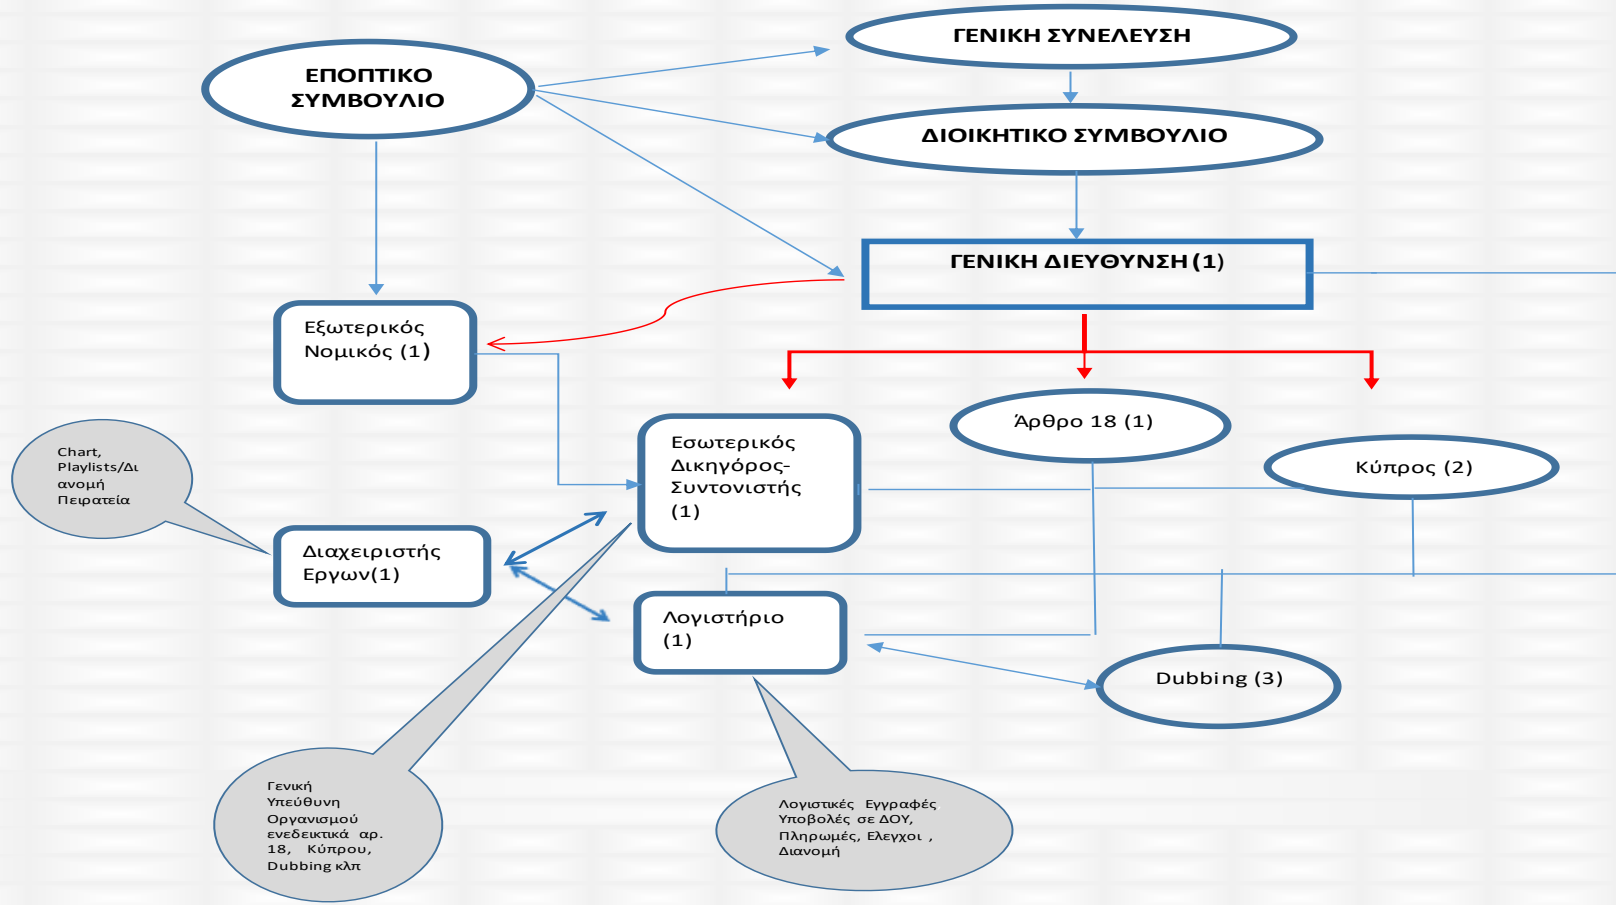 ΓΕΝΙΚΗ ΣΥΝΕΛΕΥΣΗ
ΕΠΟΠΤΙΚΟ
ΣΥΜΒΟΥΛΙΟ
ΔΙΟΙΚΗΤΙΚΟ ΣΥΜΒΟΥΛΙΟ
ΓΕΝΙΚΗ ΔΙΕΥΘΥΝΣΗ (1)
Εξωτερικός
Νομικός (1)
Εσωτερικός
Δικηγόρος-
Συντονιστής
(1)
Άρθρο 18 (1)
Κύπρος (2)
Chart,
Playlists/Δι
ανομή
Πειρατεία
Διαχειριστής
Εργων(1)
Λογιστήριο
(1)
Dubbing (3)
Γενική
Υπεύθυνη
Οργανισμού
ενεδεικτικά αρ.
18, Κύπρου,
Dubbing κλπ
Λογιστικές Εγγραφές
Υποβολές σε ΔΟΥ,
Πληρωμές, Ελεγχοι ,
Διανομή